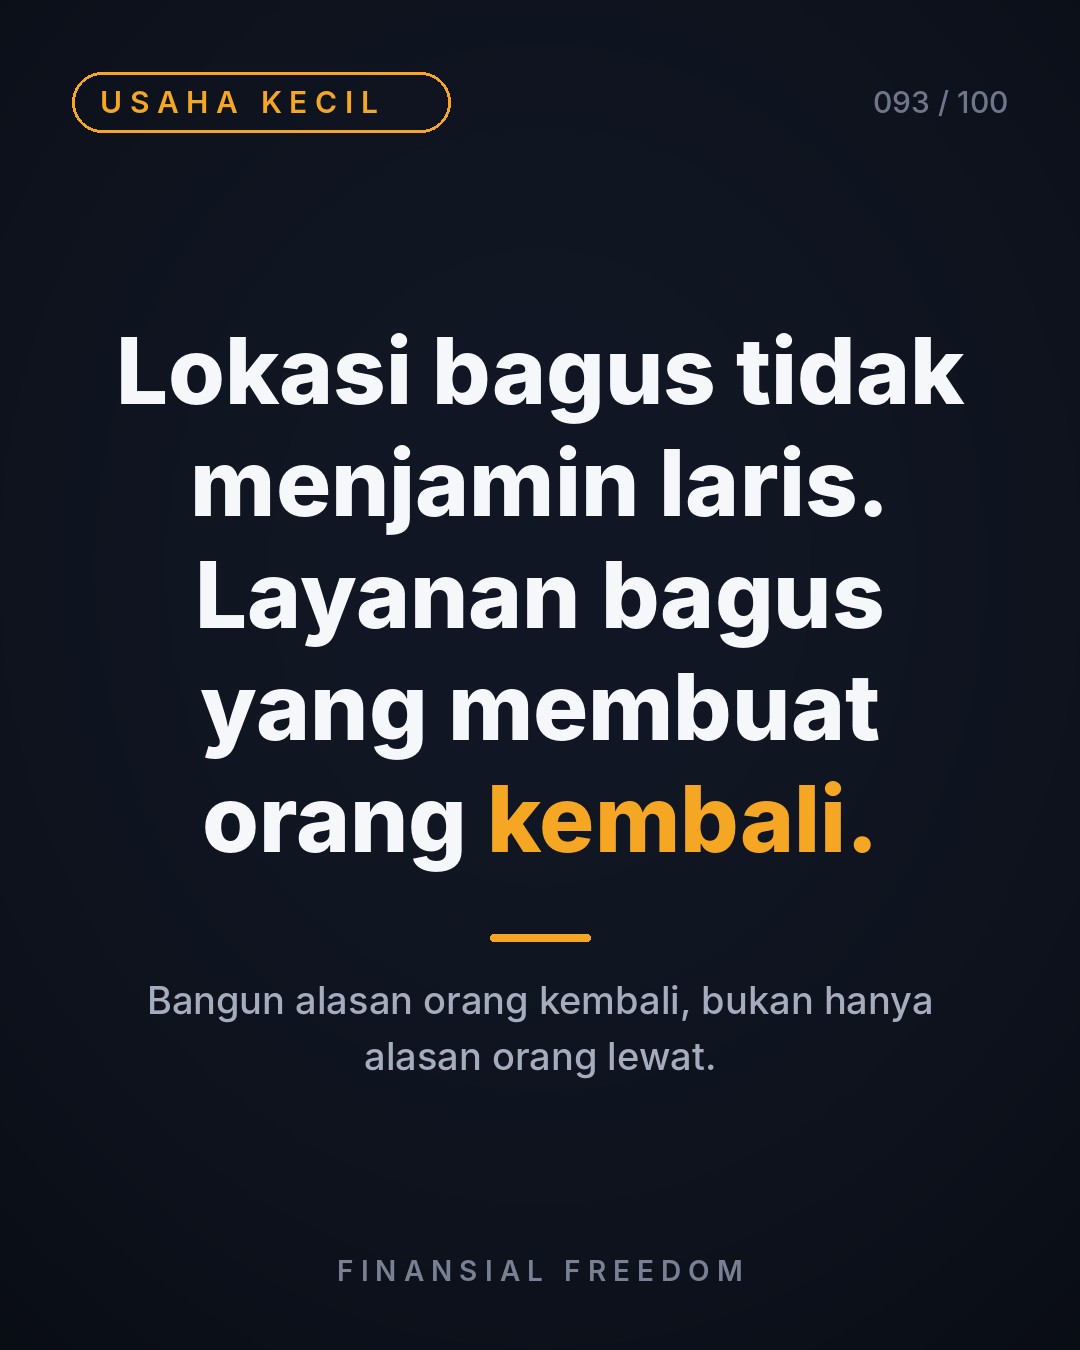 USAHA KECIL
093 / 100
Lokasi bagus tidak
menjamin laris.
Layanan bagus
yang membuat
orang kembali.
Bangun alasan orang kembali, bukan hanya
alasan orang lewat.
FINANSIAL FREEDOM